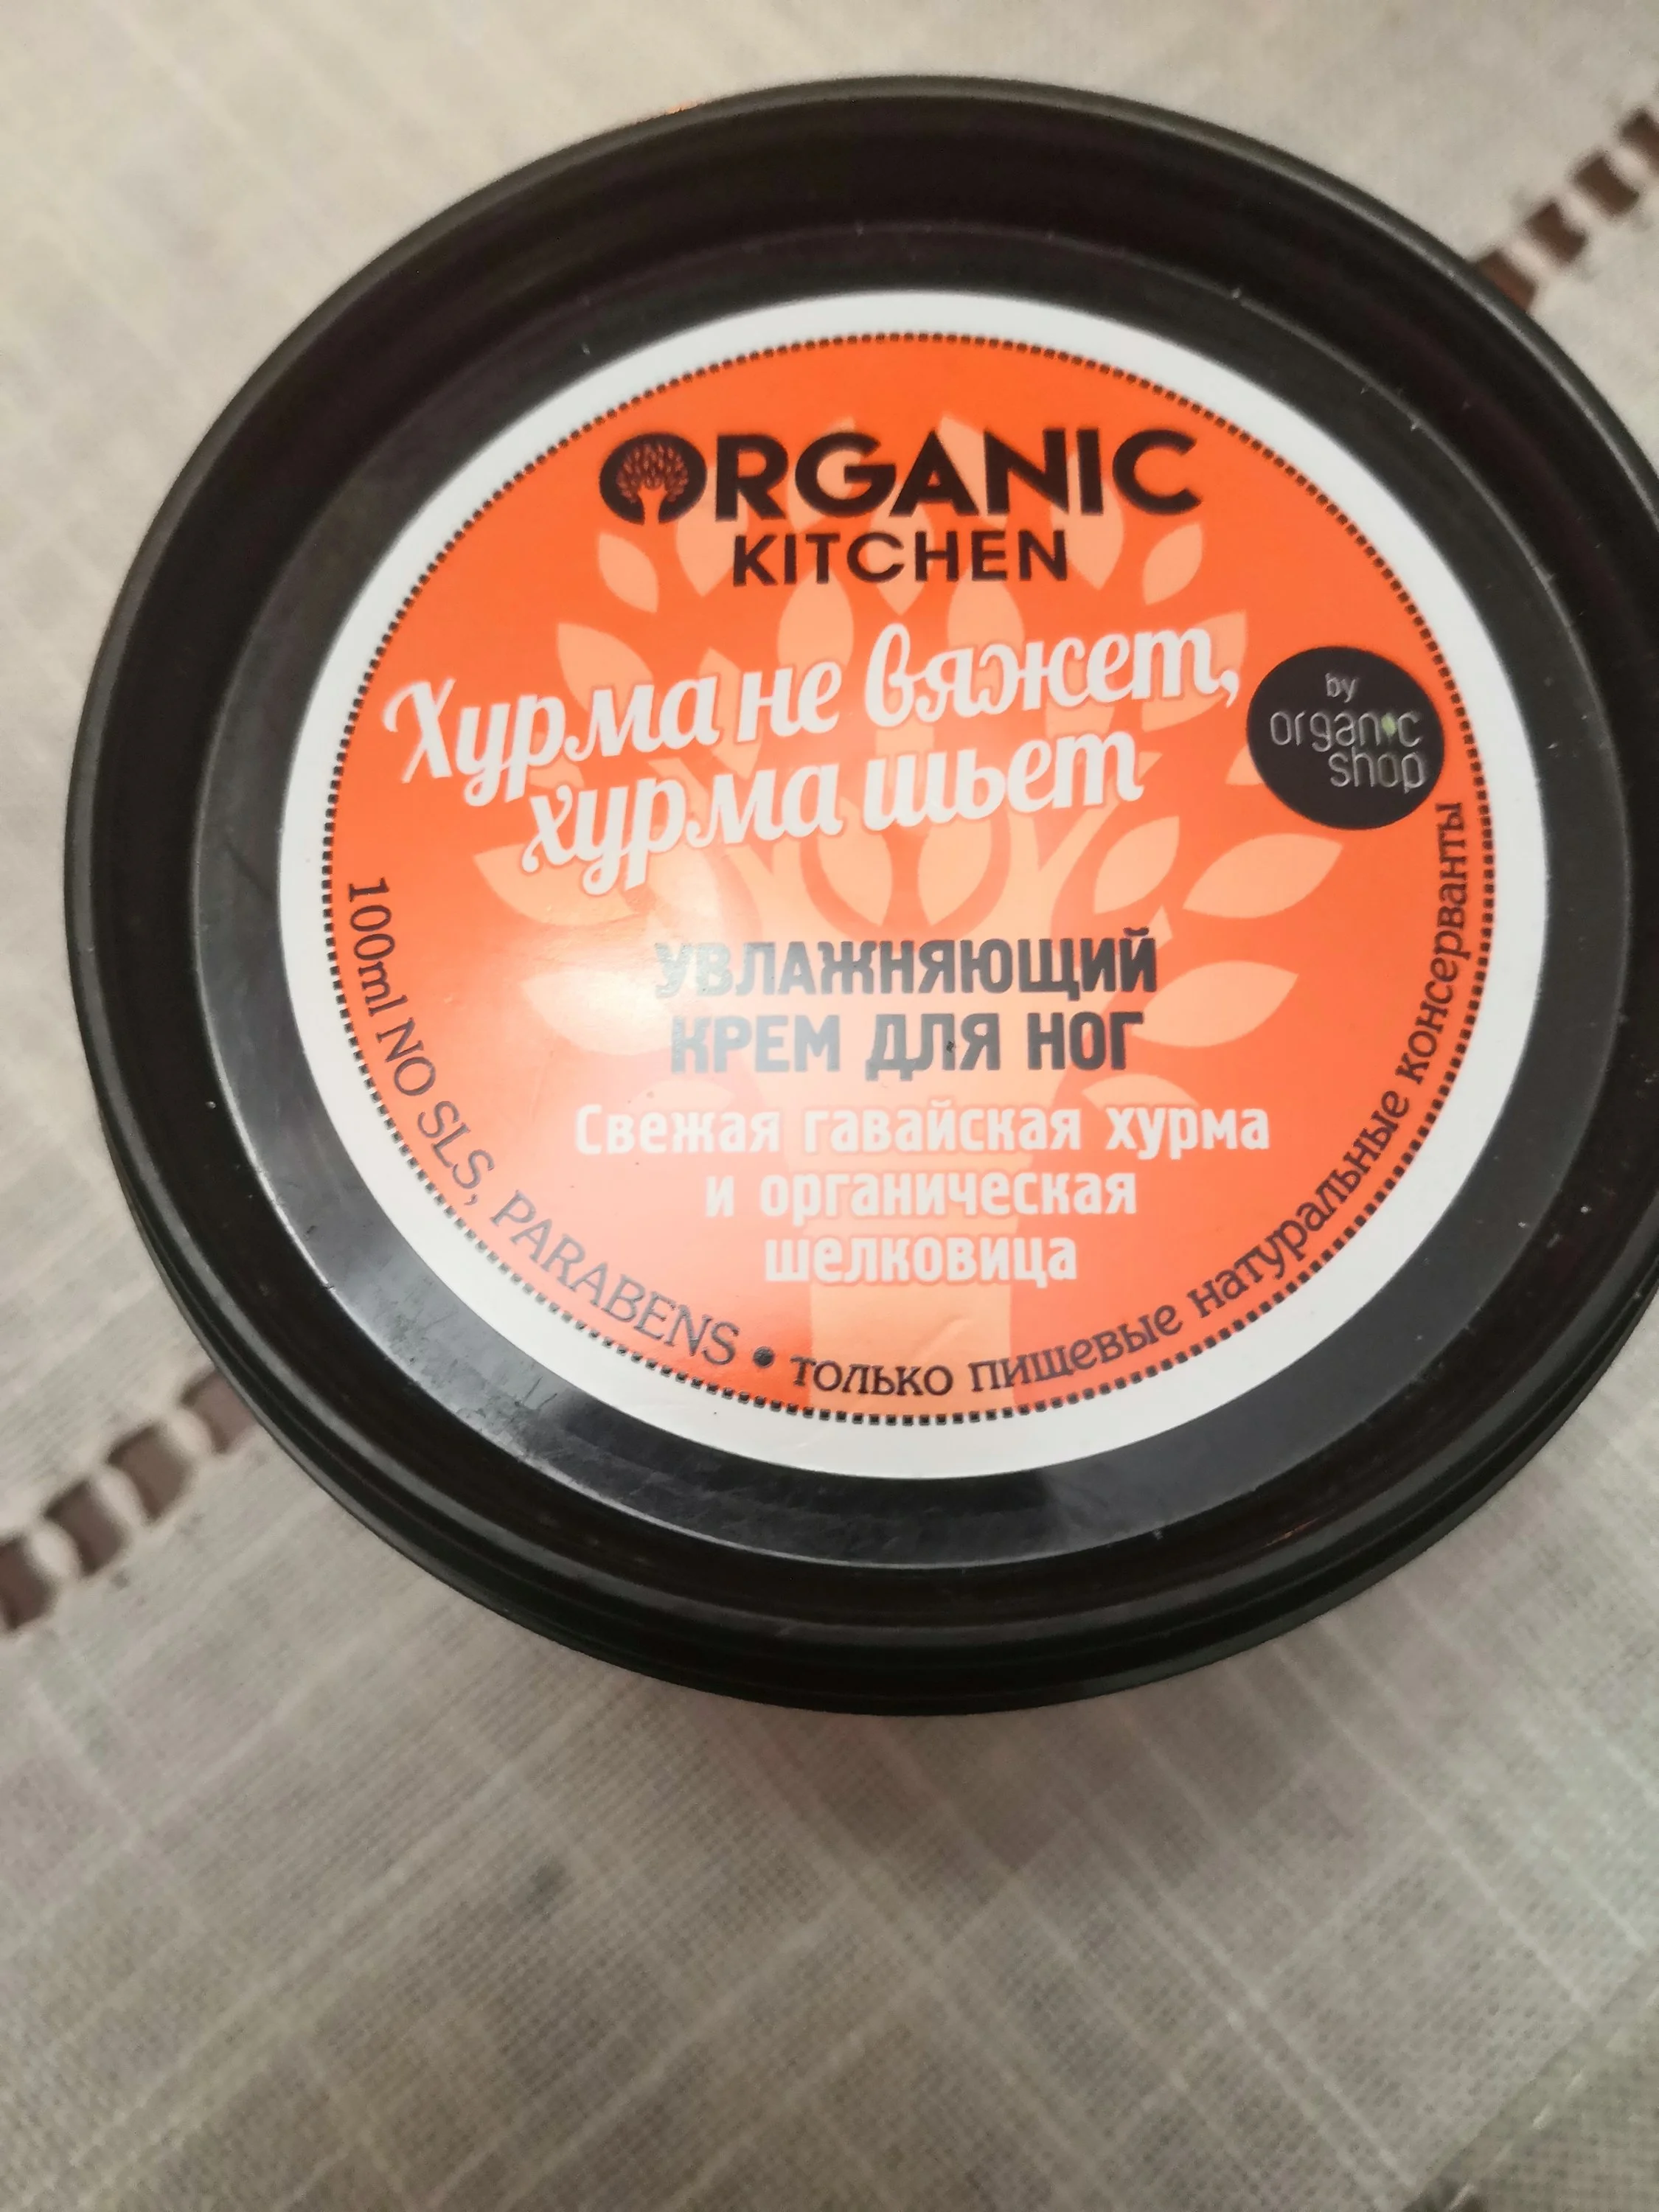 ORGANIC
KITCHEN
Хурма не вяжет,
хурма шьет
by
organic
shop
УВЛАЖНЯЮЩИЙ
КРЕМ ДЛЯ НОГ
Свежая гавайская хурма
и органическая
шелковица
100ml NO SLS, PARABENS • только пищевые натуральные консерванты